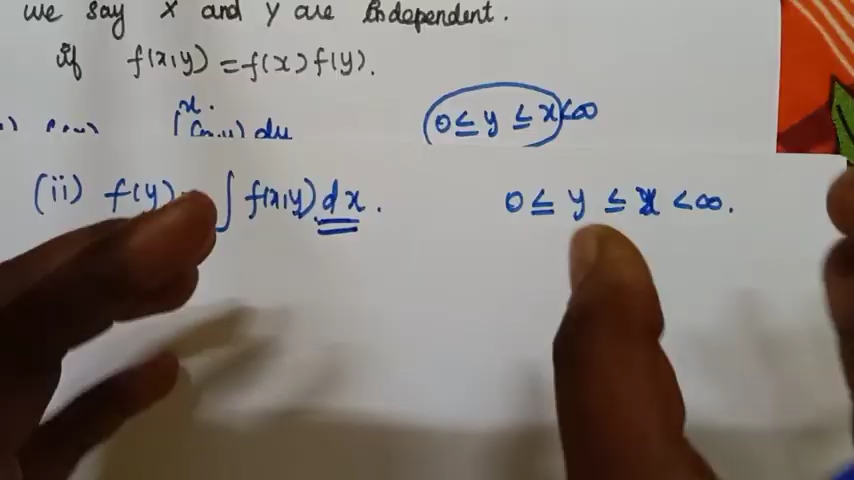 we say x and y are Independent.
if f(x,y) = f(x) f(y).
x. 0 ≤ y ≤ x < ∞
(ii) f(y) = ∫ f(x,y) dx. 0 ≤ y ≤ x < ∞.